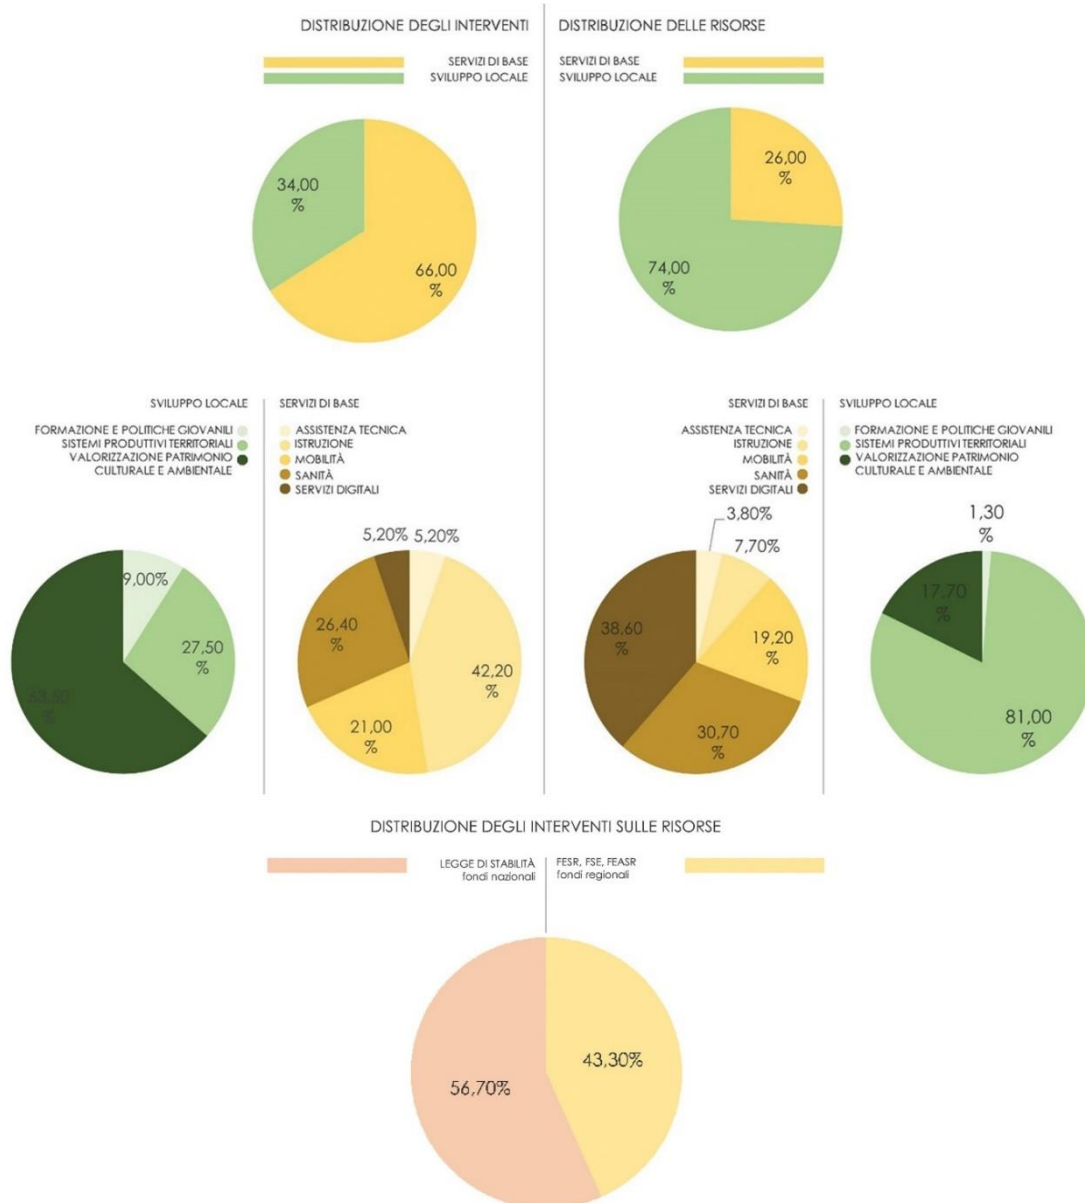 DISTRIBUZIONE DEGLI INTERVENTI
DISTRIBUZIONE DELLE RISORSE
SERVIZI DI BASE
SVILUPPO LOCALE
SERVIZI DI BASE
SVILUPPO LOCALE
34,00
%
66,00
%
26,00
%
74,00
%
SVILUPPO LOCALE
FORMAZIONE E POLITICHE GIOVANILI
SISTEMI PRODUTTIVI TERRITORIALI
VALORIZZAZIONE PATRIMONIO
CULTURALE E AMBIENTALE
SERVIZI DI BASE
ASSISTENZA TECNICA
ISTRUZIONE
MOBILITÀ
SANITÀ
SERVIZI DIGITALI
SERVIZI DI BASE
ASSISTENZA TECNICA
ISTRUZIONE
MOBILITÀ
SANITÀ
SERVIZI DIGITALI
SVILUPPO LOCALE
FORMAZIONE E POLITICHE GIOVANILI
SISTEMI PRODUTTIVI TERRITORIALI
VALORIZZAZIONE PATRIMONIO
CULTURALE E AMBIENTALE
9,00%
27,50
%
63,50
%
5,20%
5,20%
26,40
%
42,20
%
21,00
%
3,80%
7,70%
38,60
%
19,20
%
30,70
%
1,30
%
17,70
%
81,00
%
DISTRIBUZIONE DEGLI INTERVENTI SULLE RISORSE
LEGGE DI STABILITÀ
fondi nazionali
FESR, FSE, FEASR
fondi regionali
56,70%
43,30%